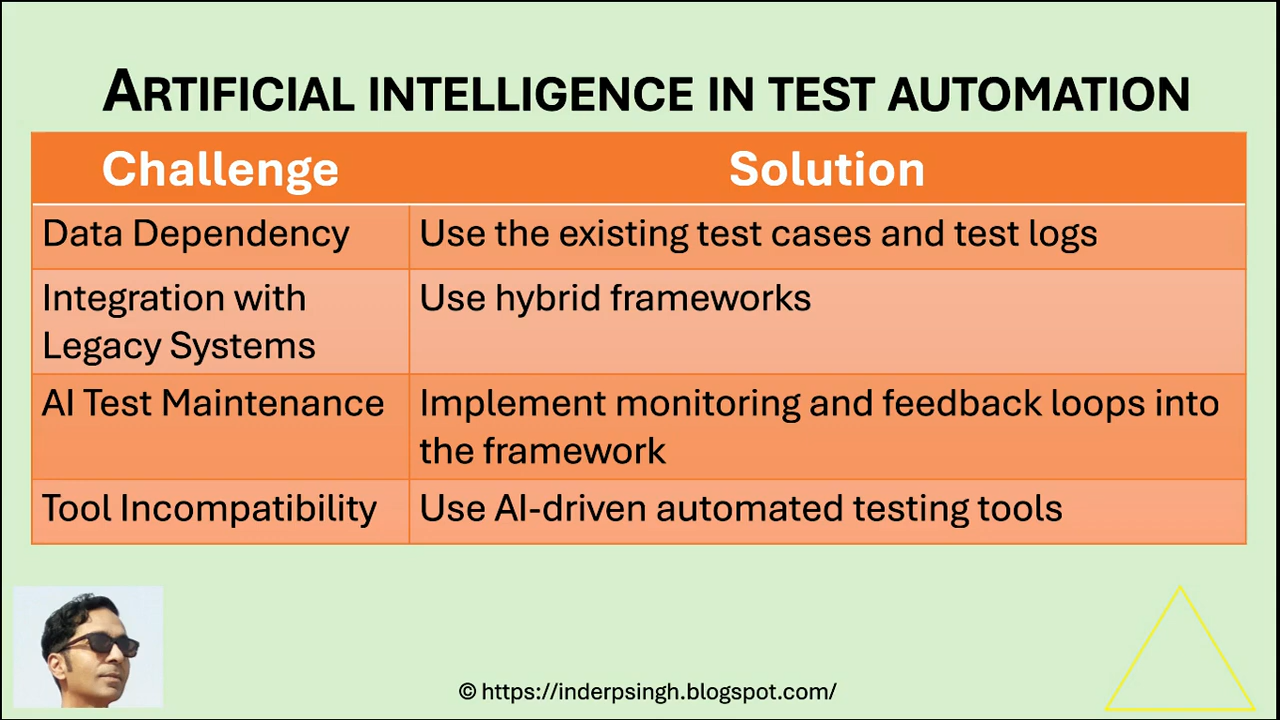 ARTIFICIAL INTELLIGENCE IN TEST AUTOMATION
Challenge Solution
Data Dependency Use the existing test cases and test logs
Integration with Use hybrid frameworks
Legacy Systems
AI Test Maintenance Implement monitoring and feedback loops into
the framework
Tool Incompatibility Use AI-driven automated testing tools
© https://inderpsingh.blogspot.com/